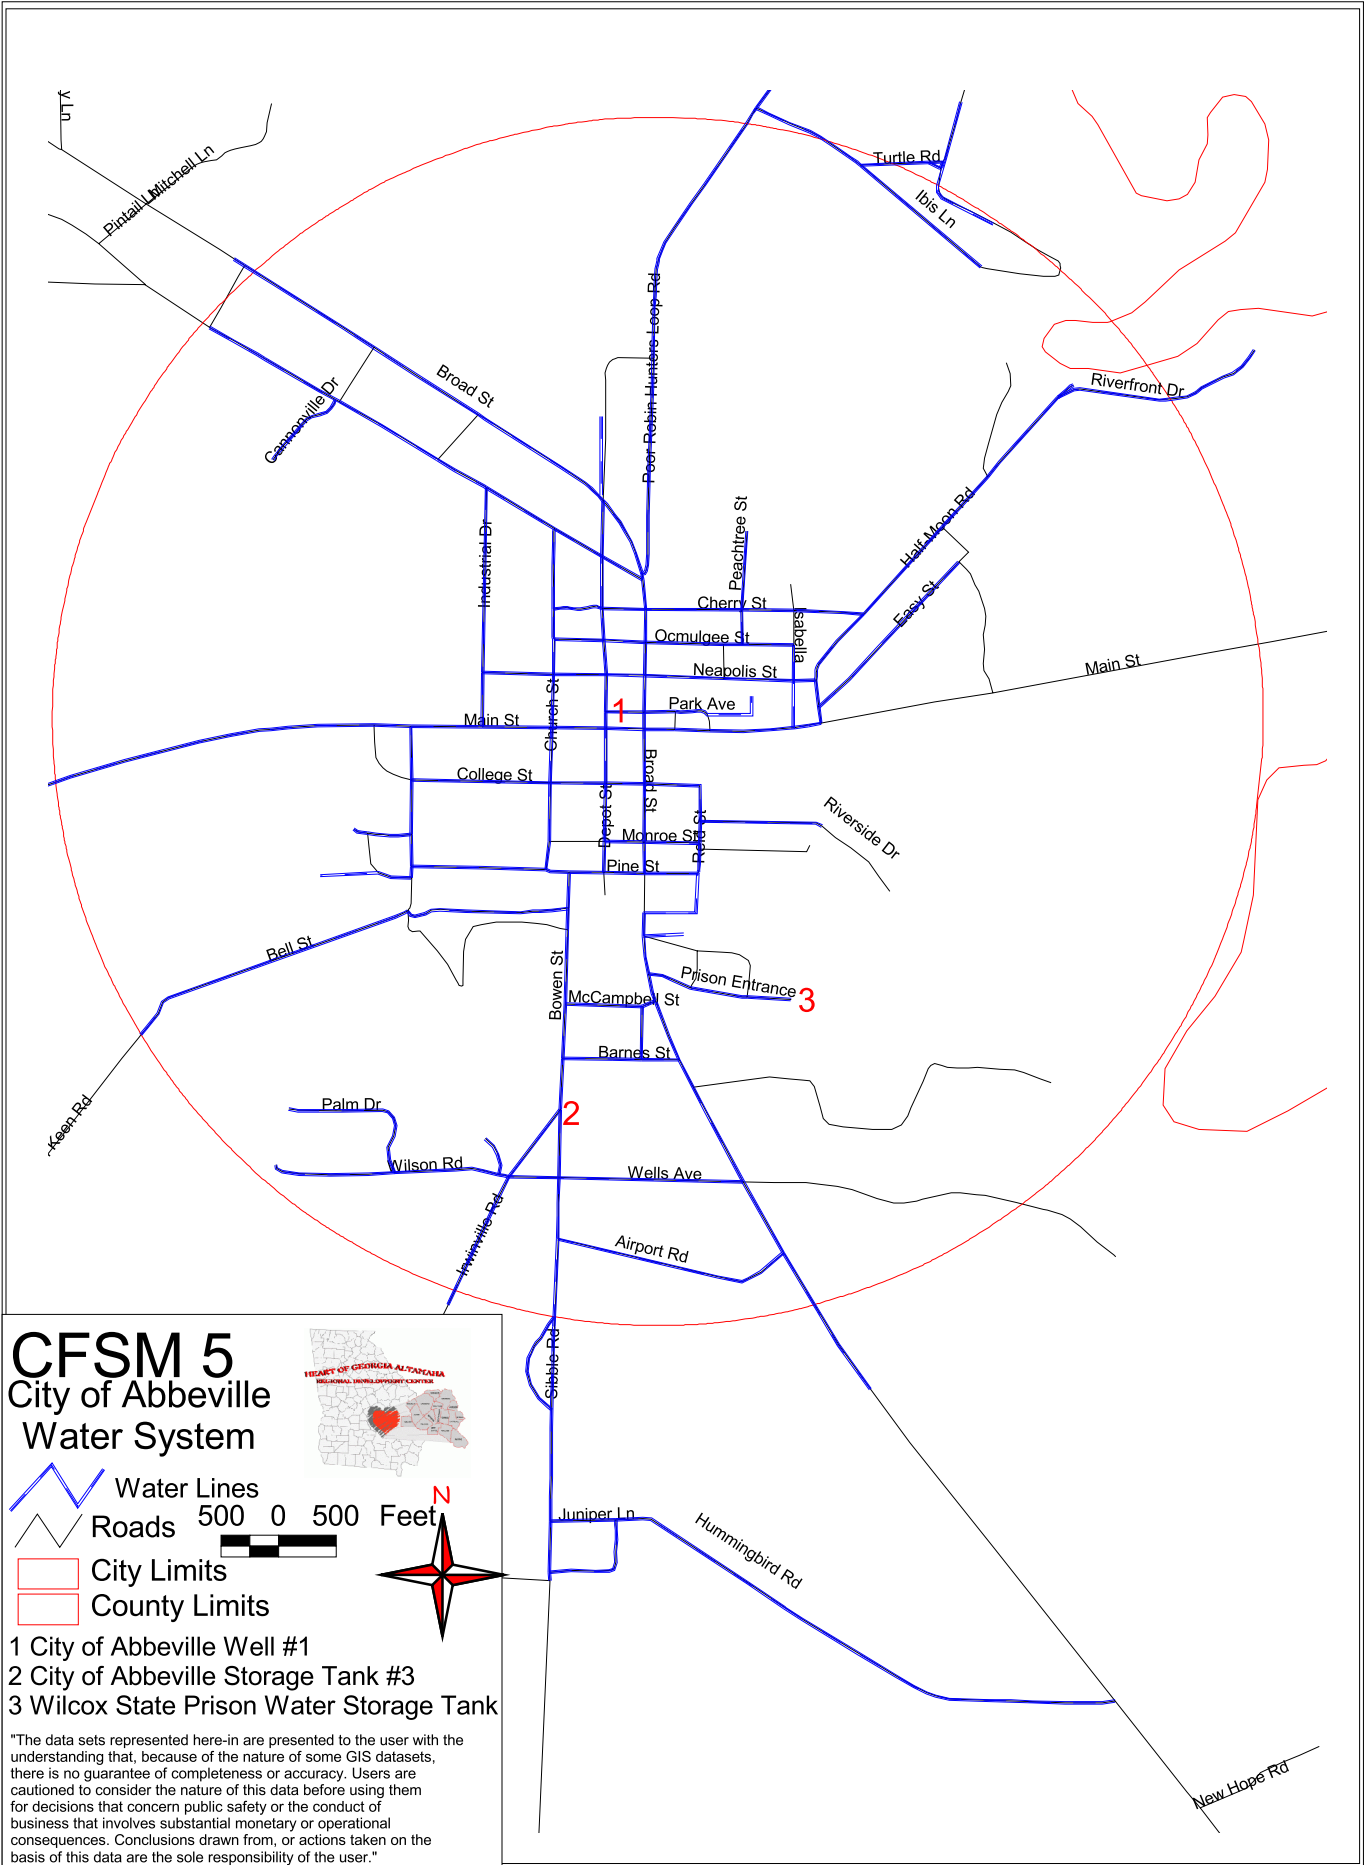 y Ln
Mitchell Ln
Pintail Ln
Turtle Rd
Ibis Ln
Poor Robin Hunters Loop Rd
Broad St
Riverfront Dr
Cannonville Dr
Half Moon Rd
Peachtree St
Industrial Dr
Easy St
Cherry St
Isabella
Ocmulgee St
Main St
Neapolis St
Church St
Park Ave
1
Main St
Broad St
College St
Depot St
Reid St
Monroe St
Riverside Dr
Pine St
Bell St
Bowen St
Prison Entrance
3
McCampbell St
Barnes St
Keen Rd
Palm Dr
2
Wilson Rd
Wells Ave
Irwinville Rd
Airport Rd
Sibble Rd
Juniper Ln
Hummingbird Rd
New Hope Rd
CFSM 5
City of Abbeville
Water System
HEART OF GEORGIA ALTAMAHA
REGIONAL DEVELOPMENT CENTER
Water Lines
Roads
500 0 500 Feet
N
City Limits
County Limits
1 City of Abbeville Well #1
2 City of Abbeville Storage Tank #3
3 Wilcox State Prison Water Storage Tank
"The data sets represented here-in are presented to the user with the
understanding that, because of the nature of some GIS datasets,
there is no guarantee of completeness or accuracy. Users are
cautioned to consider the nature of this data before using them
for decisions that concern public safety or the conduct of
business that involves substantial monetary or operational
consequences. Conclusions drawn from, or actions taken on the
basis of this data are the sole responsibility of the user."